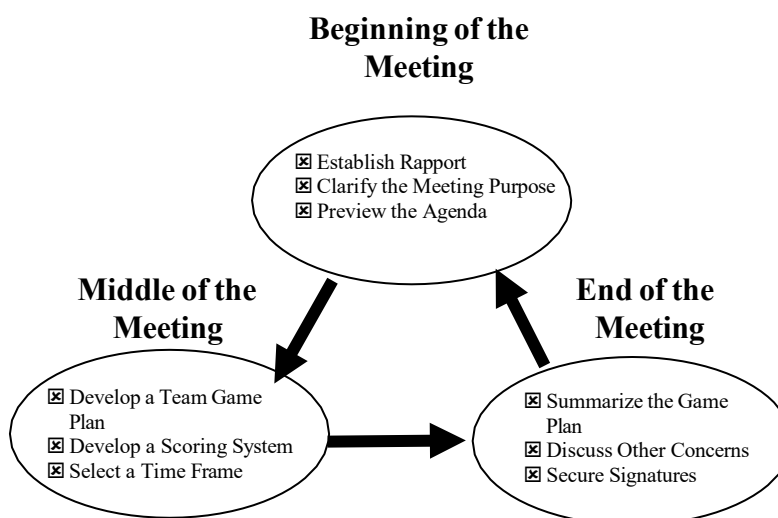 Beginning of the
Meeting
☒ Establish Rapport
☒ Clarify the Meeting Purpose
☒ Preview the Agenda
Middle of the
Meeting
☒ Develop a Team Game
Plan
☒ Develop a Scoring System
☒ Select a Time Frame
End of the
Meeting
☒ Summarize the Game
Plan
☒ Discuss Other Concerns
☒ Secure Signatures